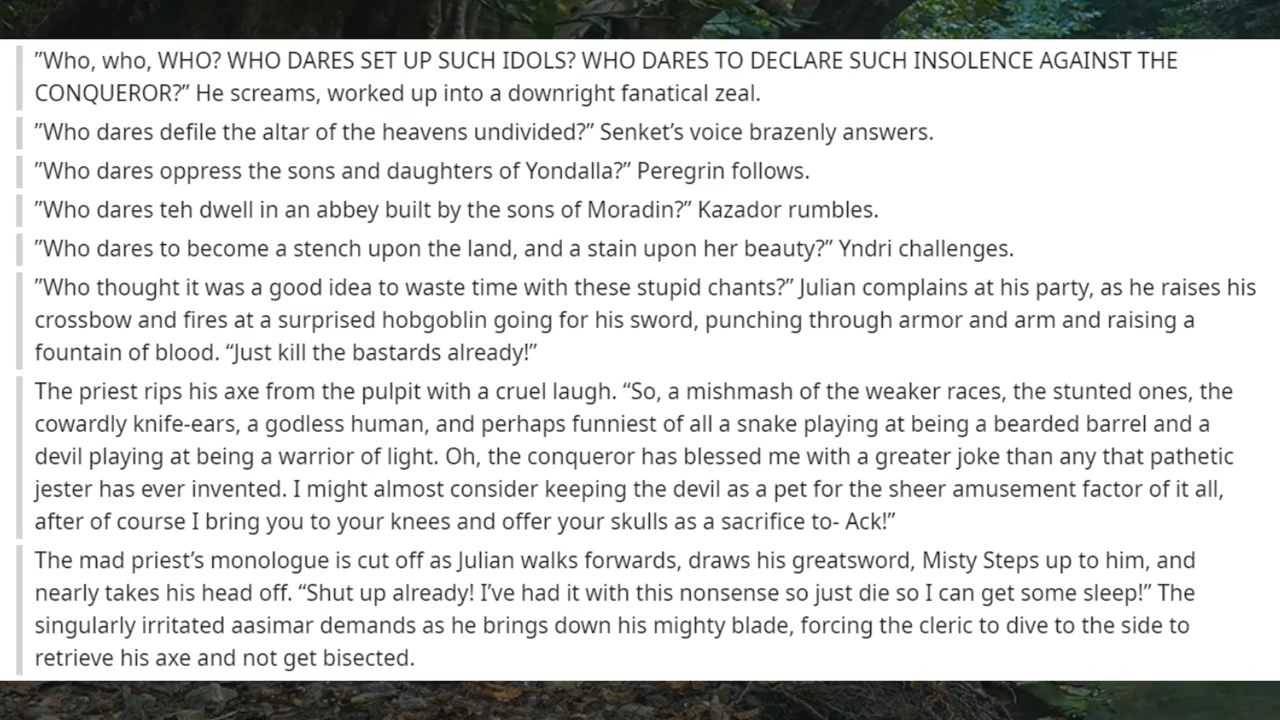 ”Who, who, WHO? WHO DARES SET UP SUCH IDOLS? WHO DARES TO DECLARE SUCH INSOLENCE AGAINST THE
CONQUEROR?” He screams, worked up into a downright fanatical zeal.
”Who dares defile the altar of the heavens undivided?” Senket’s voice brazenly answers.
”Who dares oppress the sons and daughters of Yondalla?” Peregrin follows.
”Who dares teh dwell in an abbey built by the sons of Moradin?” Kazador rumbles.
”Who dares to become a stench upon the land, and a stain upon her beauty?” Yndri challenges.
”Who thought it was a good idea to waste time with these stupid chants?” Julian complains at his party, as he raises his
crossbow and fires at a surprised hobgoblin going for his sword, punching through armor and arm and raising a
fountain of blood. “Just kill the bastards already!”
The priest rips his axe from the pulpit with a cruel laugh. “So, a mishmash of the weaker races, the stunted ones, the
cowardly knife-ears, a godless human, and perhaps funniest of all a snake playing at being a bearded barrel and a
devil playing at being a warrior of light. Oh, the conqueror has blessed me with a greater joke than any that pathetic
jester has ever invented. I might almost consider keeping the devil as a pet for the sheer amusement factor of it all,
after of course I bring you to your knees and offer your skulls as a sacrifice to- Ack!”
The mad priest’s monologue is cut off as Julian walks forwards, draws his greatsword, Misty Steps up to him, and
nearly takes his head off. “Shut up already! I’ve had it with this nonsense so just die so I can get some sleep!” The
singularly irritated aasimar demands as he brings down his mighty blade, forcing the cleric to dive to the side to
retrieve his axe and not get bisected.